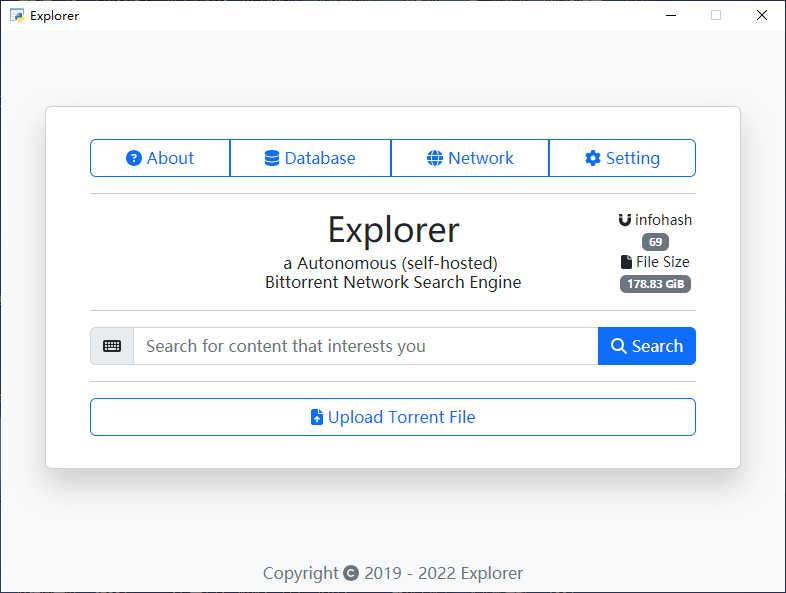 Explorer
About
Database
Network
Setting
Explorer
a Autonomous (self-hosted)
Bittorrent Network Search Engine
infohash
69
File Size
178.83 GiB
Search for content that interests you
Search
Upload Torrent File
Copyright © 2019 - 2022 Explorer